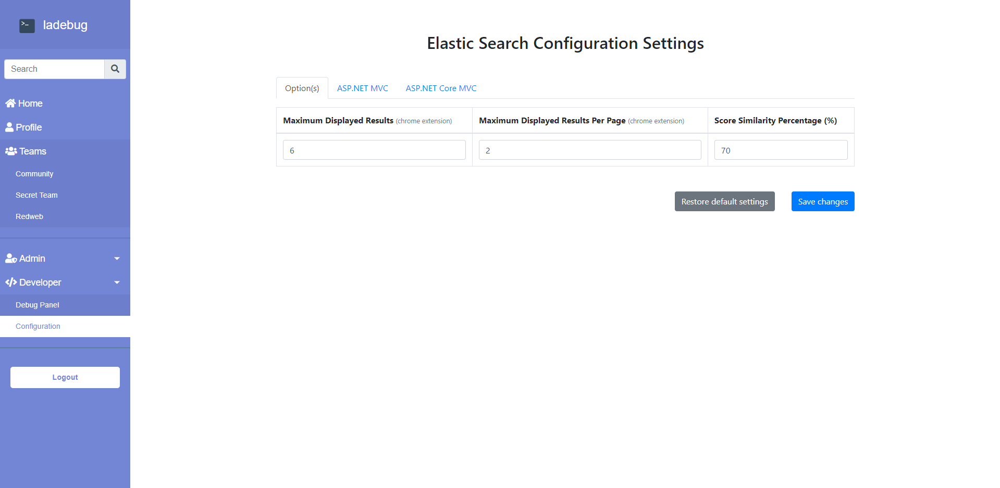 >_ ladebug
Search
Home
Profile
Teams
Community
Secret Team
Redweb
Admin
Developer
Debug Panel
Configuration
Logout
Elastic Search Configuration Settings
Option(s) ASP.NET MVC ASP.NET Core MVC
Maximum Displayed Results (chrome extension) Maximum Displayed Results Per Page (chrome extension) Score Similarity Percentage (%)
6 2 70
Restore default settings Save changes